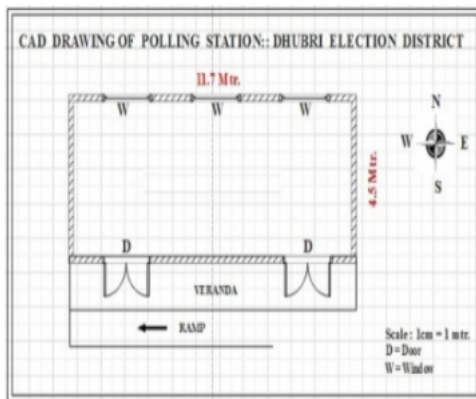 CAD DRAWING OF POLLING STATION:: DHUBRI ELECTION DISTRICT
11.7 Mtr.
W W W
N
W E
S
4.5 Mtr.
D D
VERANDA
RAMP
Scale : 1cm = 1 mtr.
D = Door
W = Window